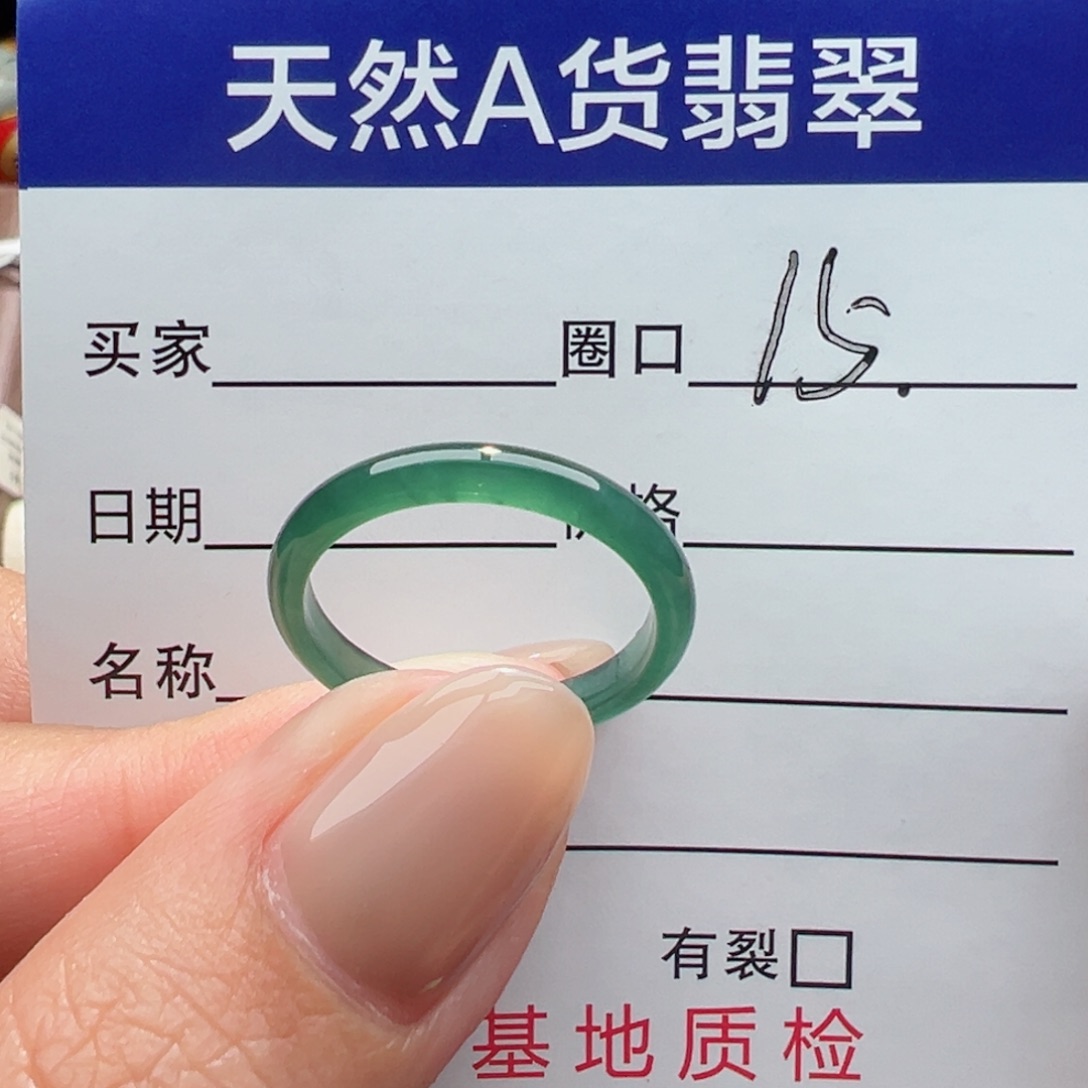 天然A货翡翠
买家 圈口 15.
日期 格
名称
有裂
基地质检